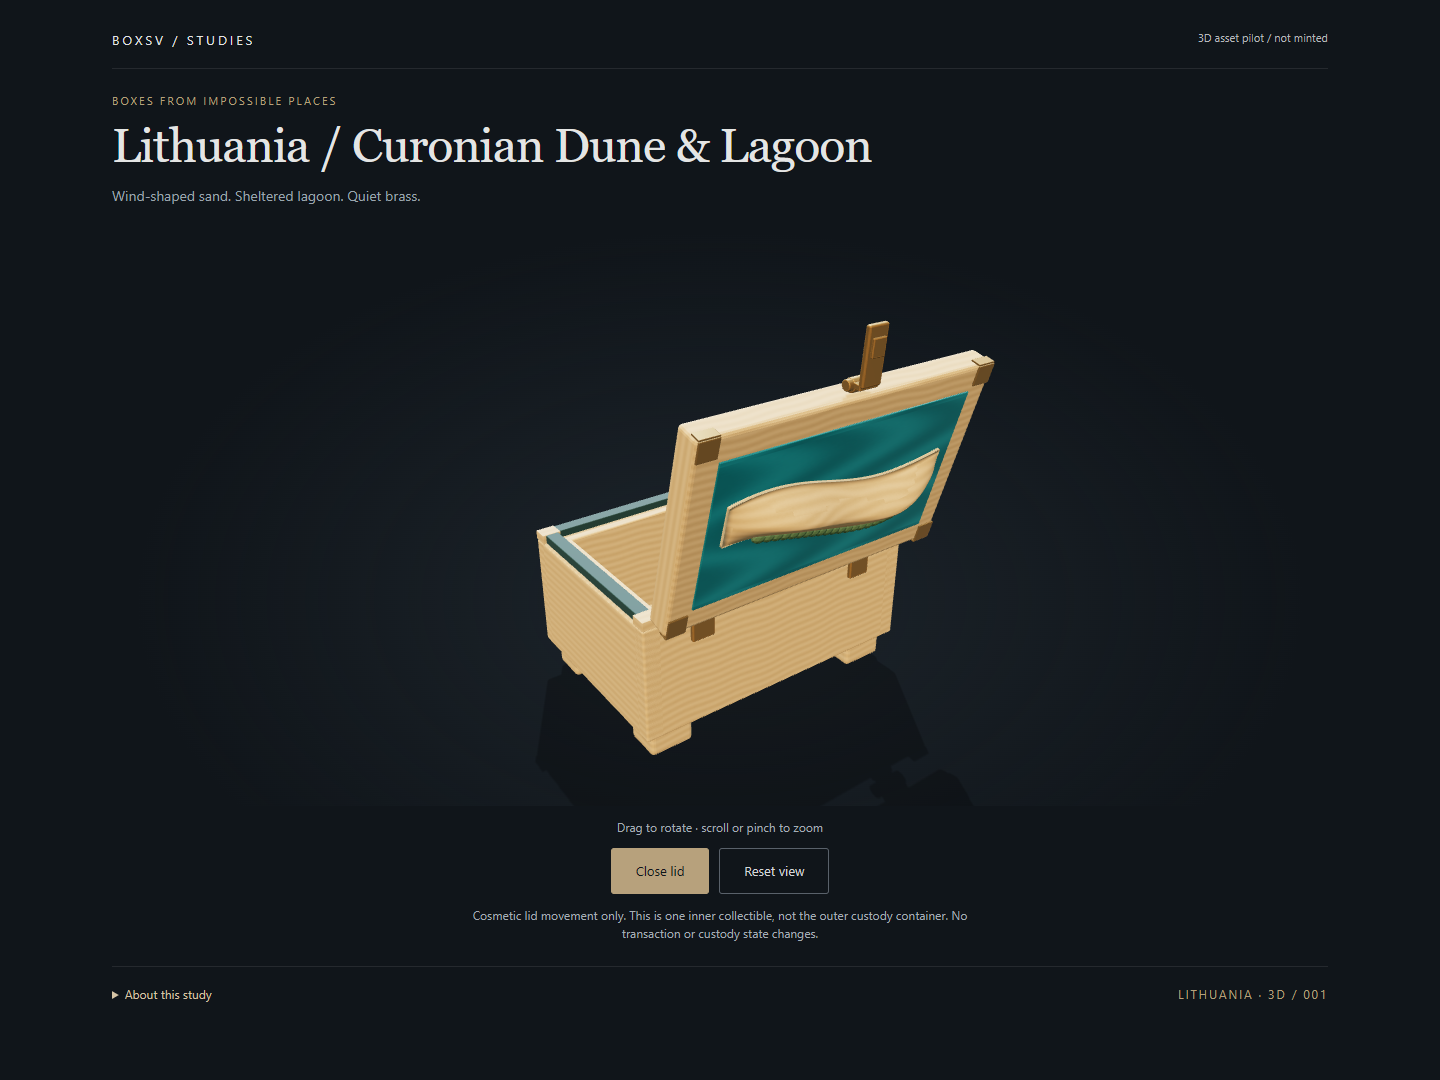 BOXSV / STUDIES
3D asset pilot / not minted
BOXES FROM IMPOSSIBLE PLACES
Lithuania / Curonian Dune & Lagoon
Wind-shaped sand. Sheltered lagoon. Quiet brass.
Drag to rotate · scroll or pinch to zoom
Close lid
Reset view
Cosmetic lid movement only. This is one inner collectible, not the outer custody container. No
transaction or custody state changes.
About this study
LITHUANIA · 3D / 001